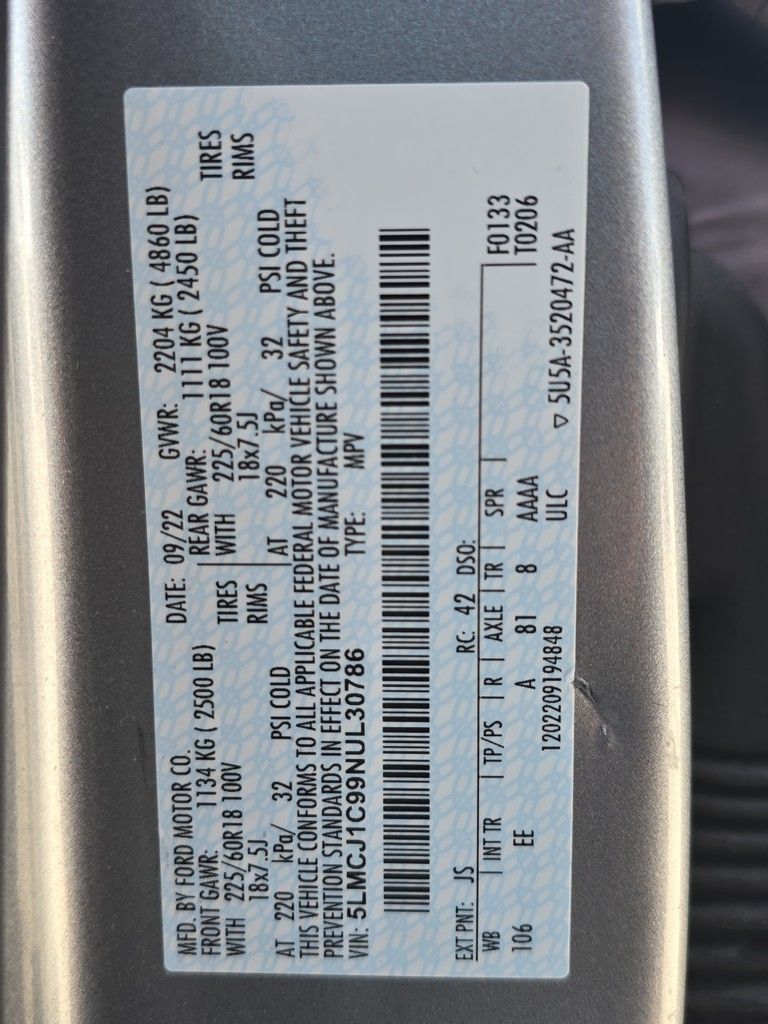 MFD. BY FORD MOTOR CO. DATE: 09/22 GVWR: 2204 KG ( 4860 LB)
FRONT GAWR: 1134 KG ( 2500 LB) REAR GAWR: 1111 KG ( 2450 LB)
WITH 225/60R18 100V TIRES WITH 225/60R18 100V TIRES
18x7.5J RIMS 18x7.5J RIMS
AT 220 kPa/ 32 PSI COLD AT 220 kPa/ 32 PSI COLD
THIS VEHICLE CONFORMS TO ALL APPLICABLE FEDERAL MOTOR VEHICLE SAFETY AND THEFT
PREVENTION STANDARDS IN EFFECT ON THE DATE OF MANUFACTURE SHOWN ABOVE.
VIN: 5LMCJ1C99NUL30786 TYPE: MPV
EXT PNT: JS RC: 42 DSO:
WB INT TR TP/PS R AXLE TR SPR F0133
106 EE A 81 8 AAAA T0206
1202209194848 ULC
▽ 5U5A-3520472-AA